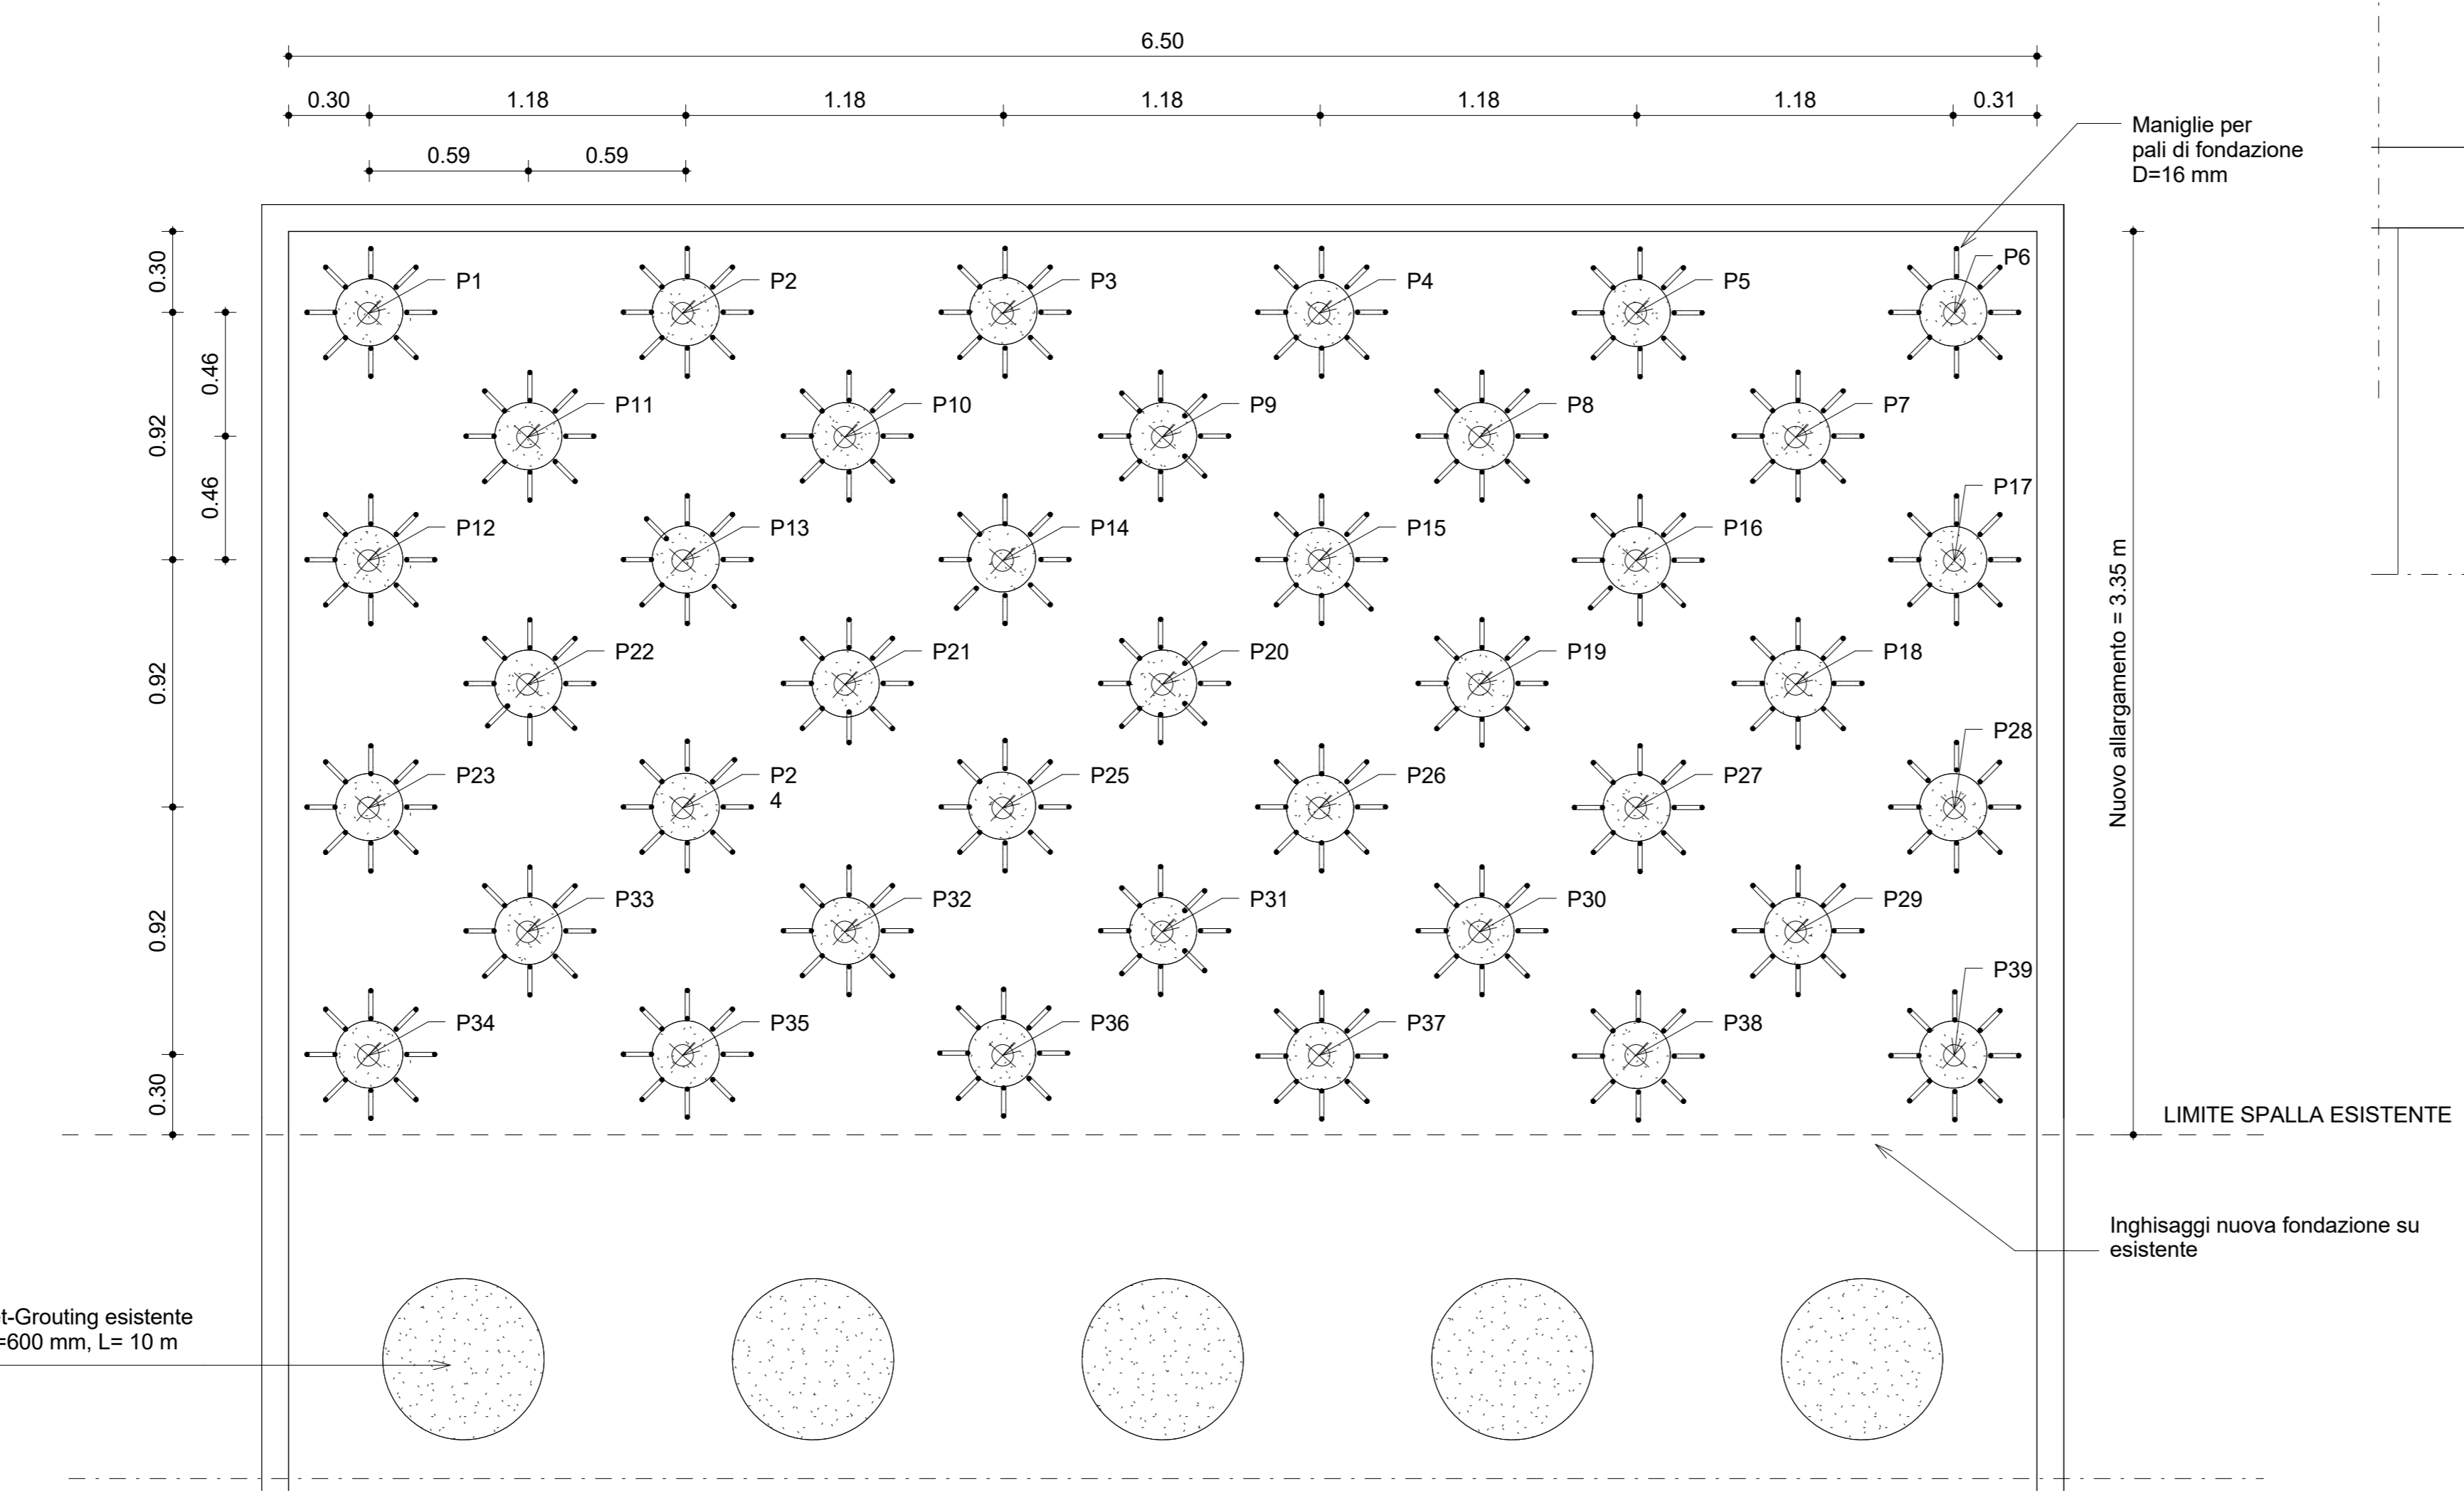 6.50
0.30 1.18 1.18 1.18 1.18 1.18 0.31
0.59 0.59
Maniglie per
pali di fondazione
D=16 mm
0.30
0.46
0.92
0.46
0.92
0.92
0.30
P1 P2 P3 P4 P5 P6
P11 P10 P9 P8 P7
P12 P13 P14 P15 P16 P17
P22 P21 P20 P19 P18
P23 P2 P25 P26 P27 P28
4
P33 P32 P31 P30 P29
P34 P35 P36 P37 P38 P39
Nuovo allargamento = 3.35 m
LIMITE SPALLA ESISTENTE
Inghisaggi nuova fondazione su
esistente
t-Grouting esistente
=600 mm, L= 10 m